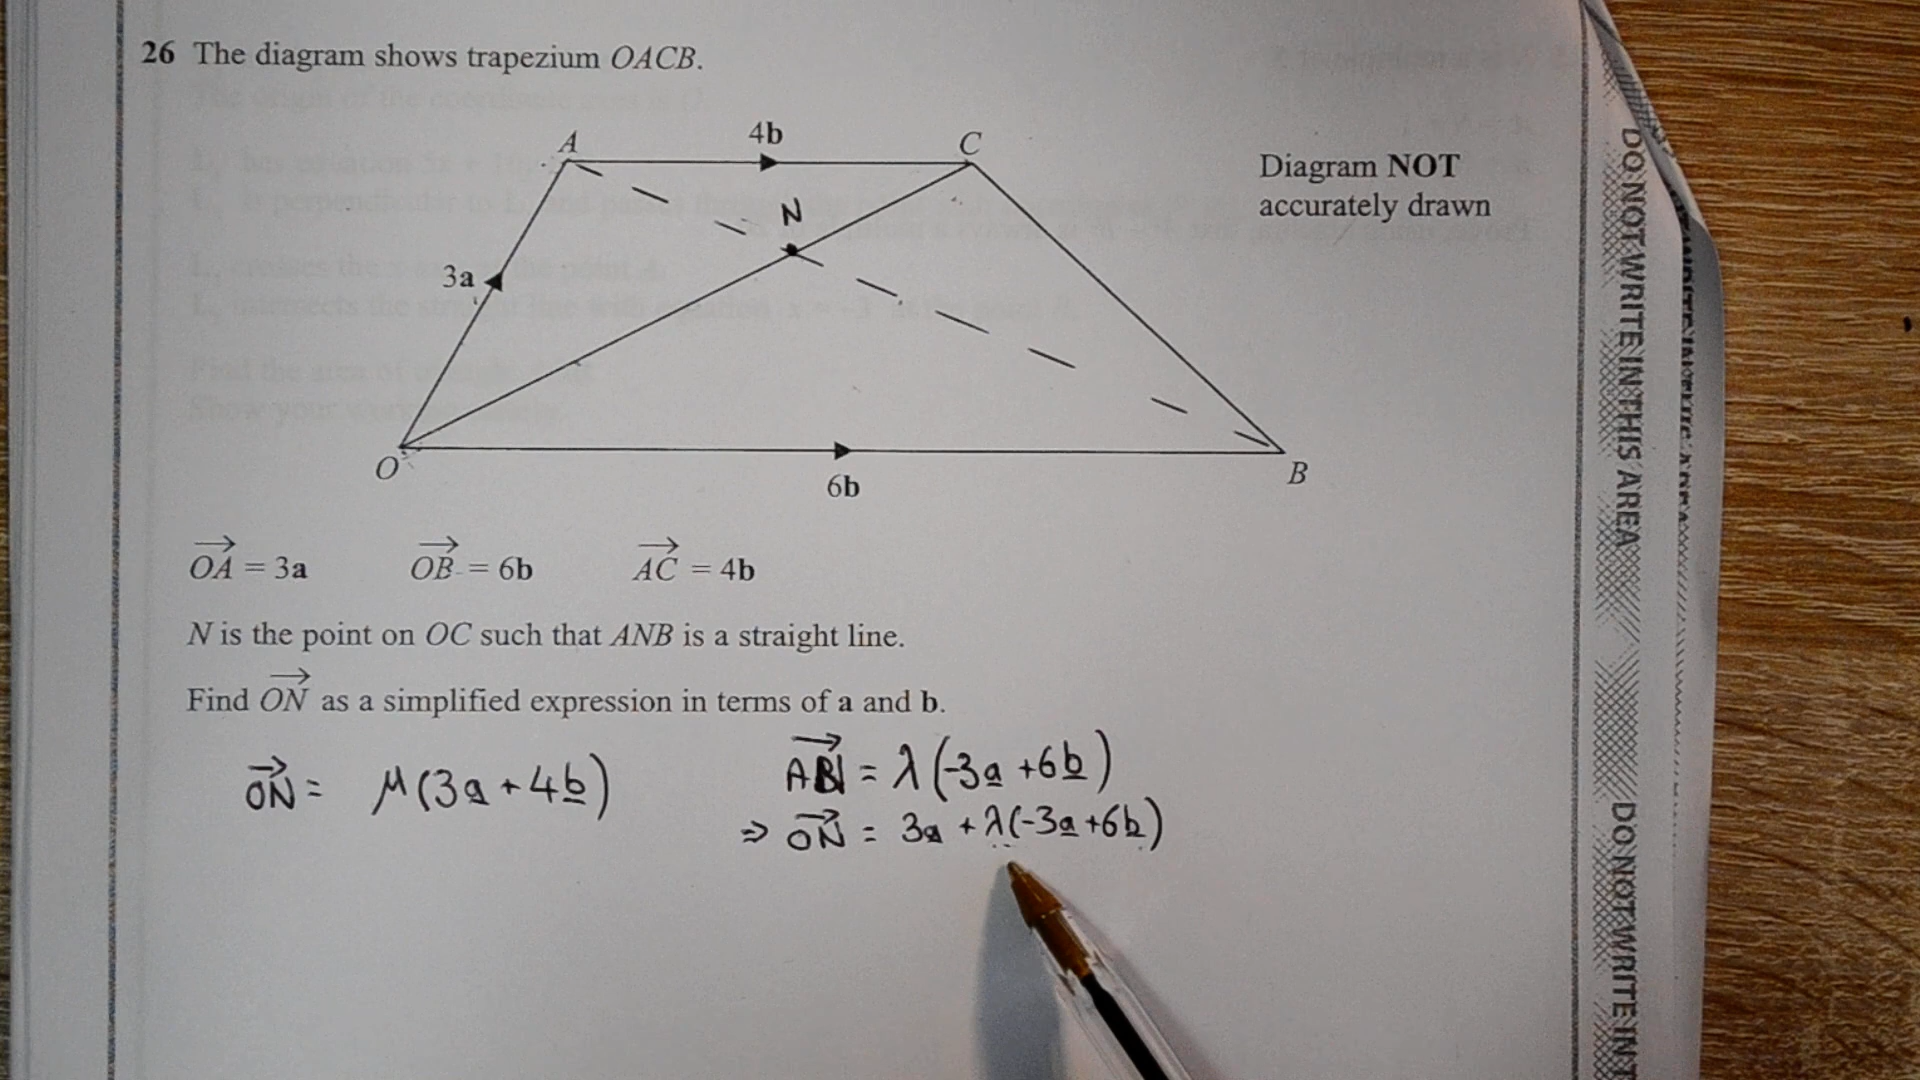 26 The diagram shows trapezium OACB.
A
4b
C
N
3a
O
6b
B
Diagram NOT
accurately drawn
OA = 3a OB = 6b AC = 4b
N is the point on OC such that ANB is a straight line.
Find ON as a simplified expression in terms of a and b.
ON = μ(3a + 4b)
AN = λ(-3a + 6b)
⇒ ON = 3a + λ(-3a + 6b)
DO NOT WRITE IN THIS AREA
DO NOT WRITE IN T